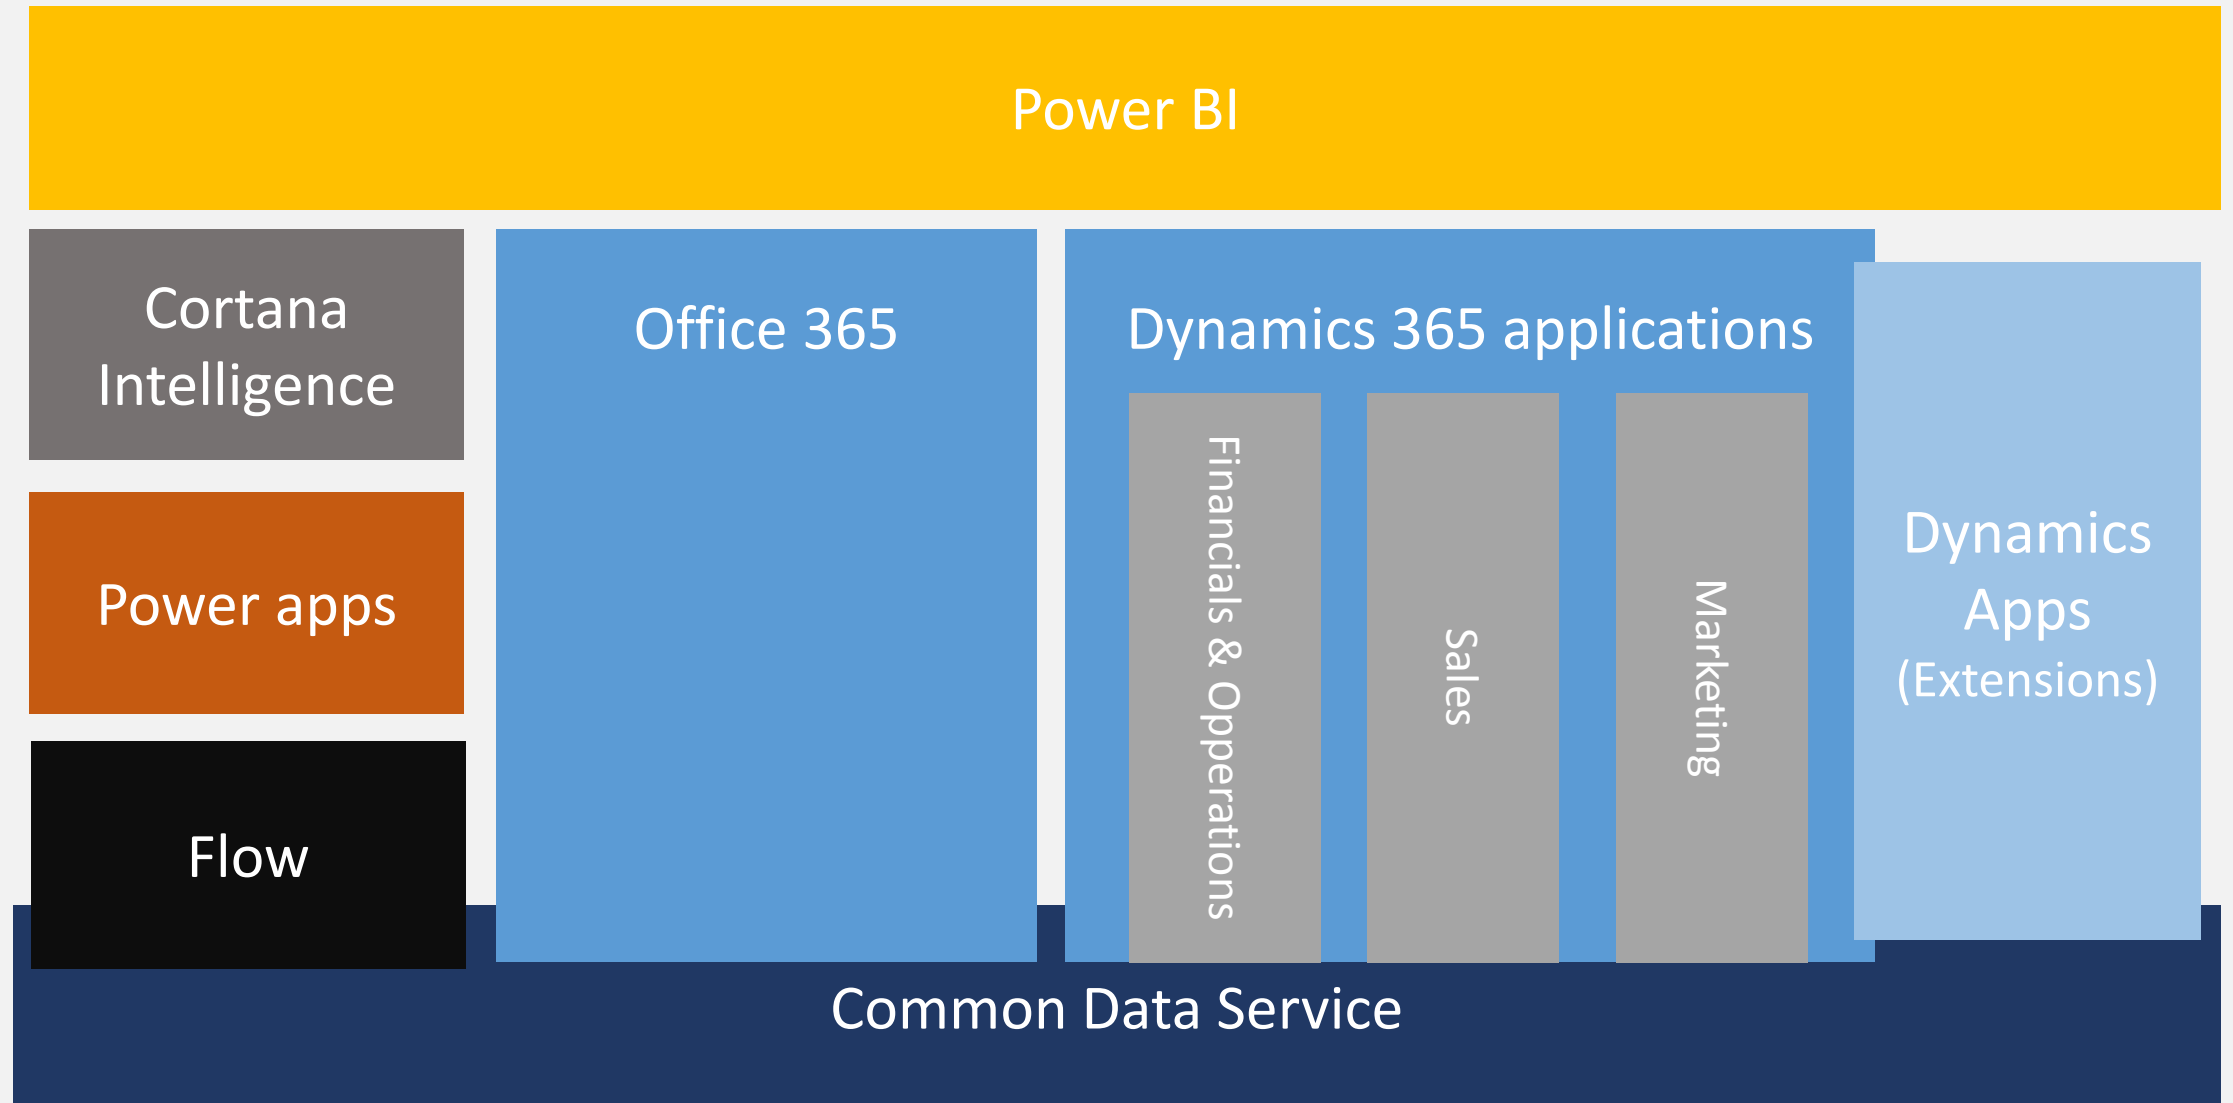 Power BI
Cortana
Intelligence
Power apps
Flow
Office 365
Dynamics 365 applications
Financials & Opperations
Sales
Marketing
Dynamics
Apps
(Extensions)
Common Data Service